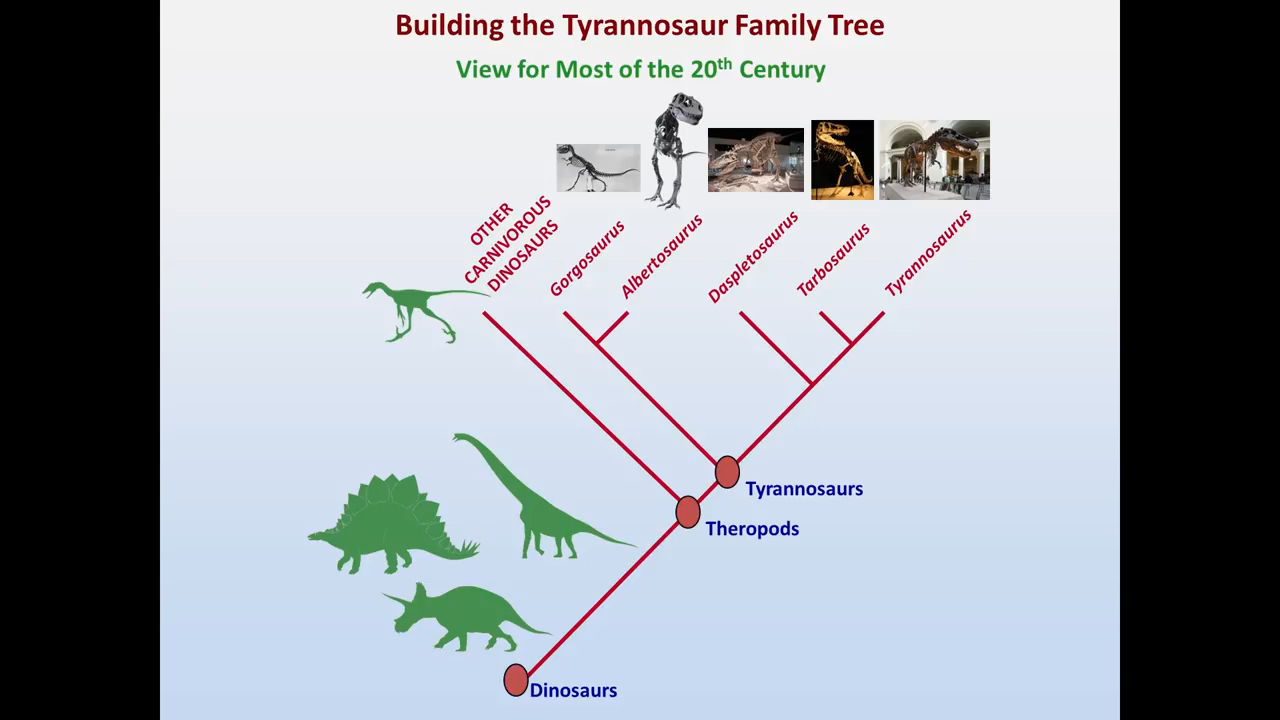 Building the Tyrannosaur Family Tree
View for Most of the 20th Century
OTHER
CARNIVOROUS
DINOSAURS
Gorgosaurus
Albertosaurus
Daspletosaurus
Tarbosaurus
Tyrannosaurus
Tyrannosaurs
Theropods
Dinosaurs